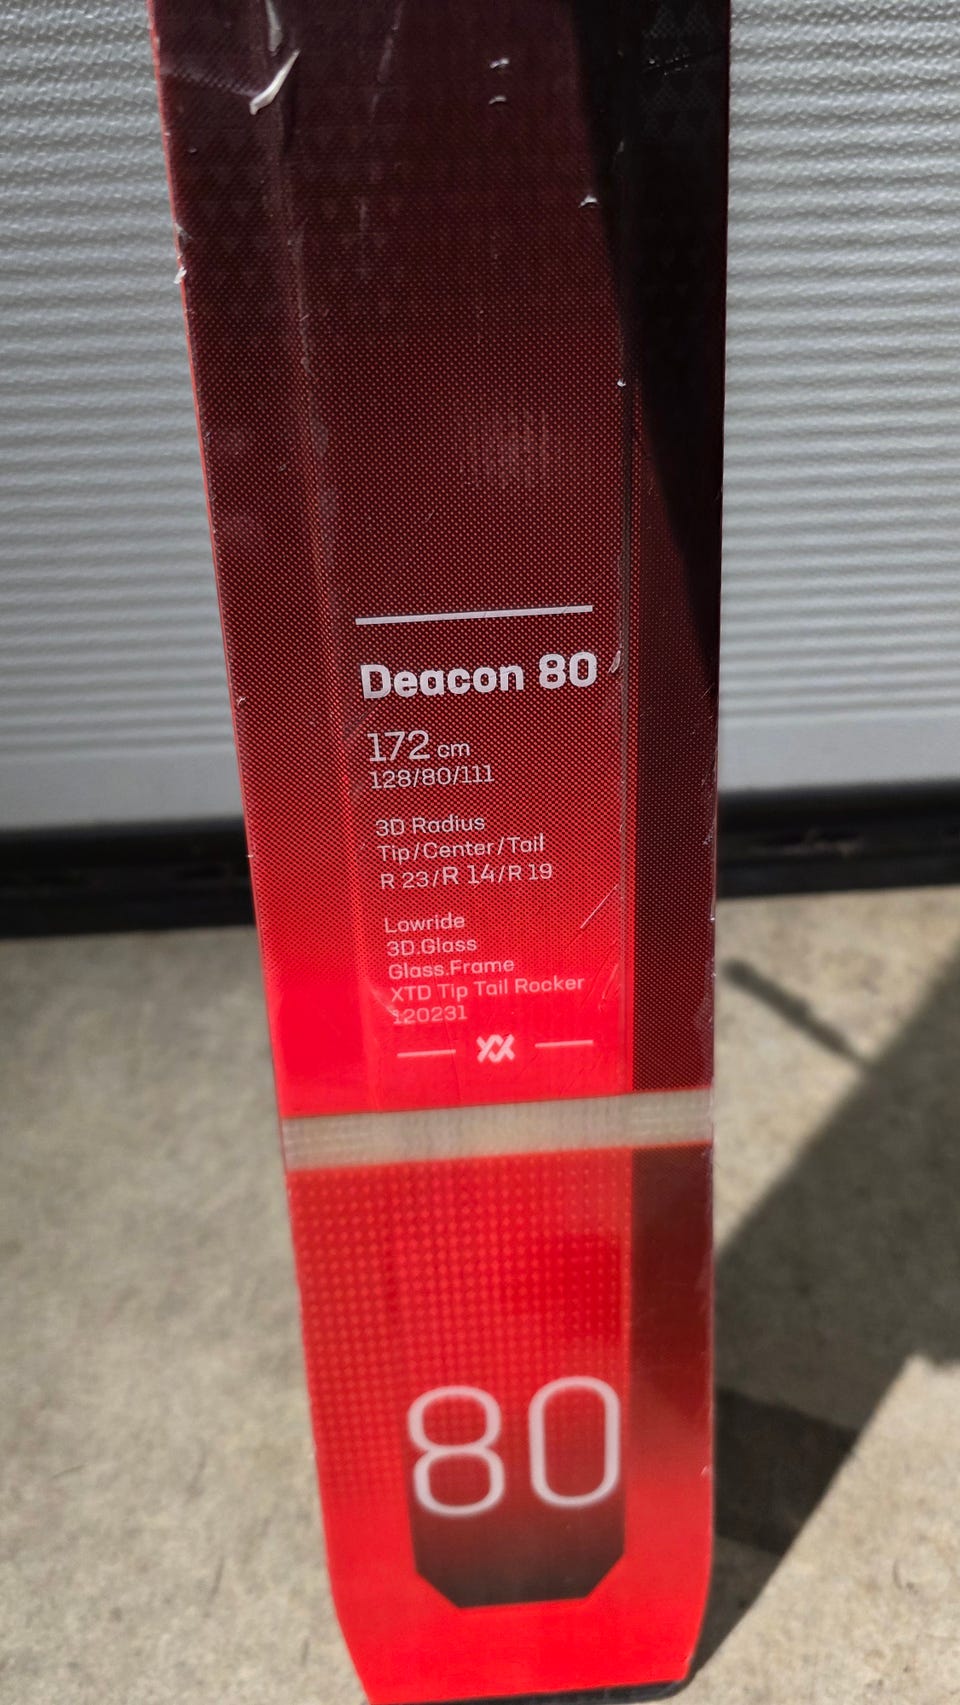 Deacon 80
172 cm
128/80/111
3D Radius
Tip/Center/Tail
R 23/R 14/R 19
Lowride
3D.Glass
Glass.Frame
XTD Tip Tail Rocker
120231
80